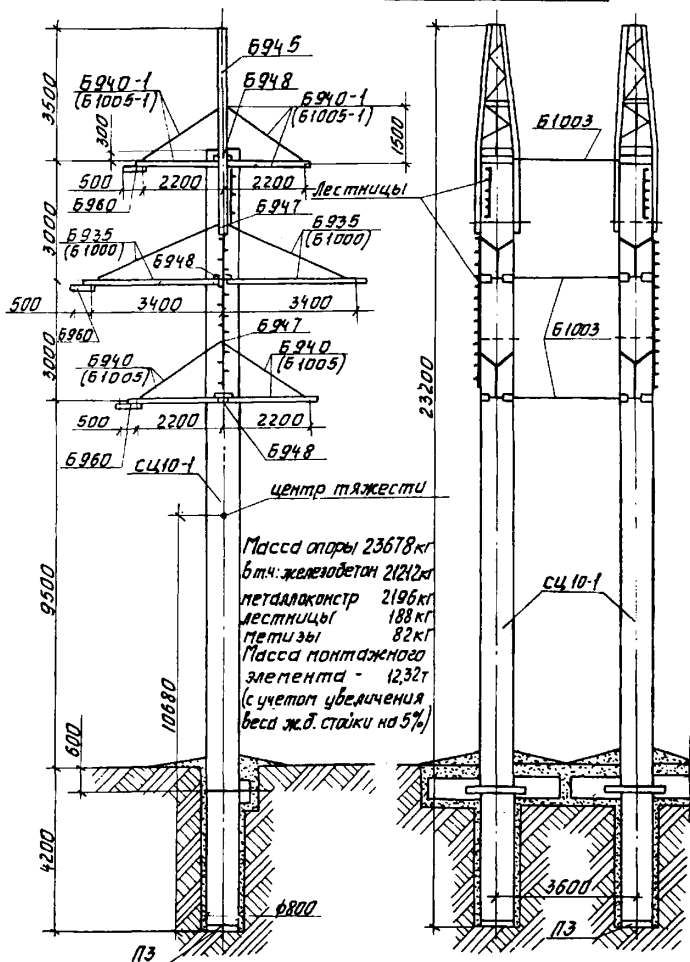 Б945
Б940-1
(Б1005-1)
Б948
Б940-1
(Б1005-1)
3500
300
1500
500
2200
2200
Б960
Б947
3000
Б935
(Б1000)
Б948
Б935
(Б1000)
500
3400
3400
Б960
Б947
3000
Б940
(Б1005)
Б940
(Б1005)
500
2200
2200
Б960
Б948
СЦ10-1
центр тяжести
9500
10680
Масса опоры 23678кг
в т.ч: железобетон 21212кг
металлоконстр 2196кг
лестницы 188кг
метизы 82кг
Масса монтажного
элемента - 12,32т
(с учетом увеличения
веса ж.б. стойки на 5%)
600
4200
ф800
П3
Б1003
Лестницы
Б1003
23200
СЦ10-1
3600
П3